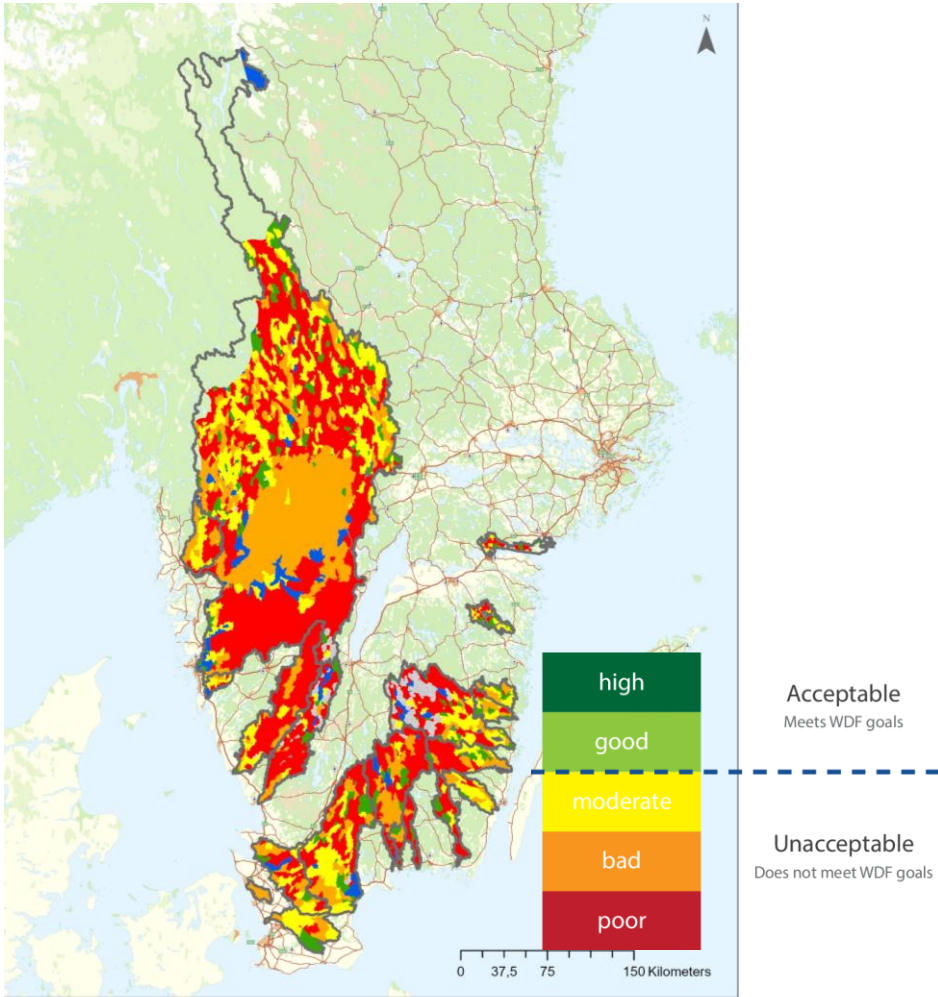 N
high
good
moderate
bad
poor
Acceptable
Meets WDF goals
Unacceptable
Does not meet WDF goals
0 37,5 75 150 Kilometers